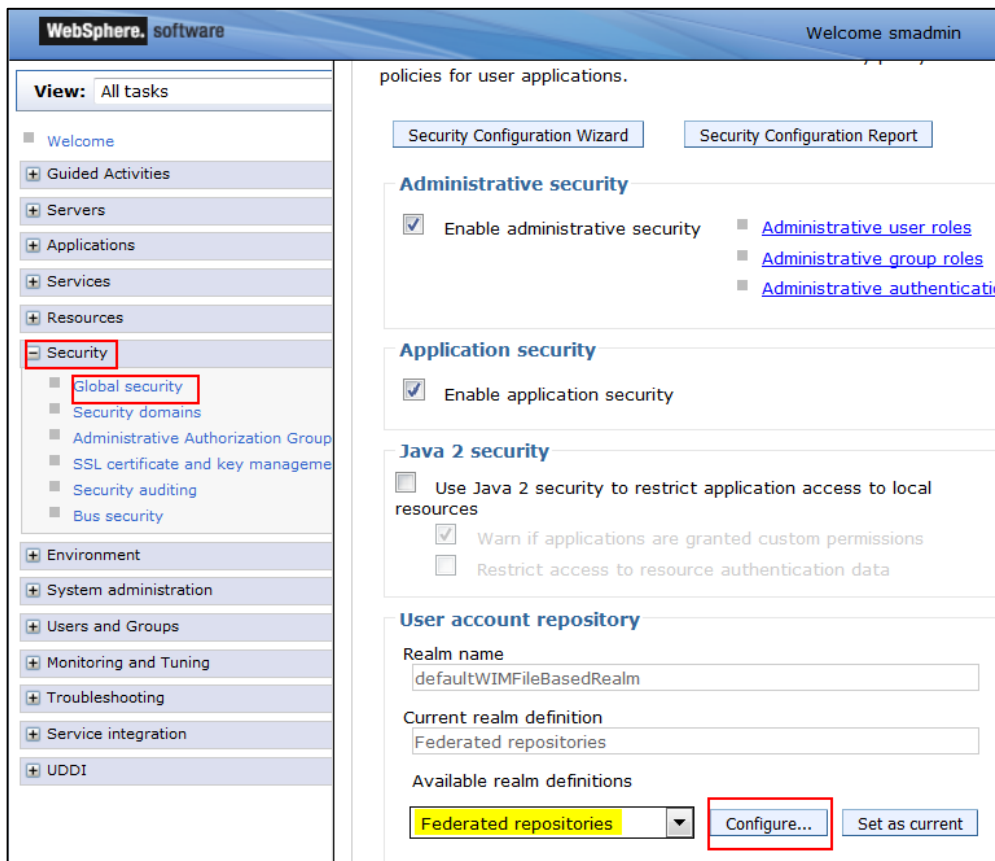 WebSphere. software
Welcome smadmin
View: All tasks
Welcome
Guided Activities
Servers
Applications
Services
Resources
Security
Global security
Security domains
Administrative Authorization Group
SSL certificate and key manageme
Security auditing
Bus security
Environment
System administration
Users and Groups
Monitoring and Tuning
Troubleshooting
Service integration
UDDI
policies for user applications.
Security Configuration Wizard
Security Configuration Report
Administrative security
Enable administrative security
Administrative user roles
Administrative group roles
Administrative authenticati
Application security
Enable application security
Java 2 security
Use Java 2 security to restrict application access to local
resources
Warn if applications are granted custom permissions
Restrict access to resource authentication data
User account repository
Realm name
defaultWIMFileBasedRealm
Current realm definition
Federated repositories
Available realm definitions
Federated repositories
Configure...
Set as current